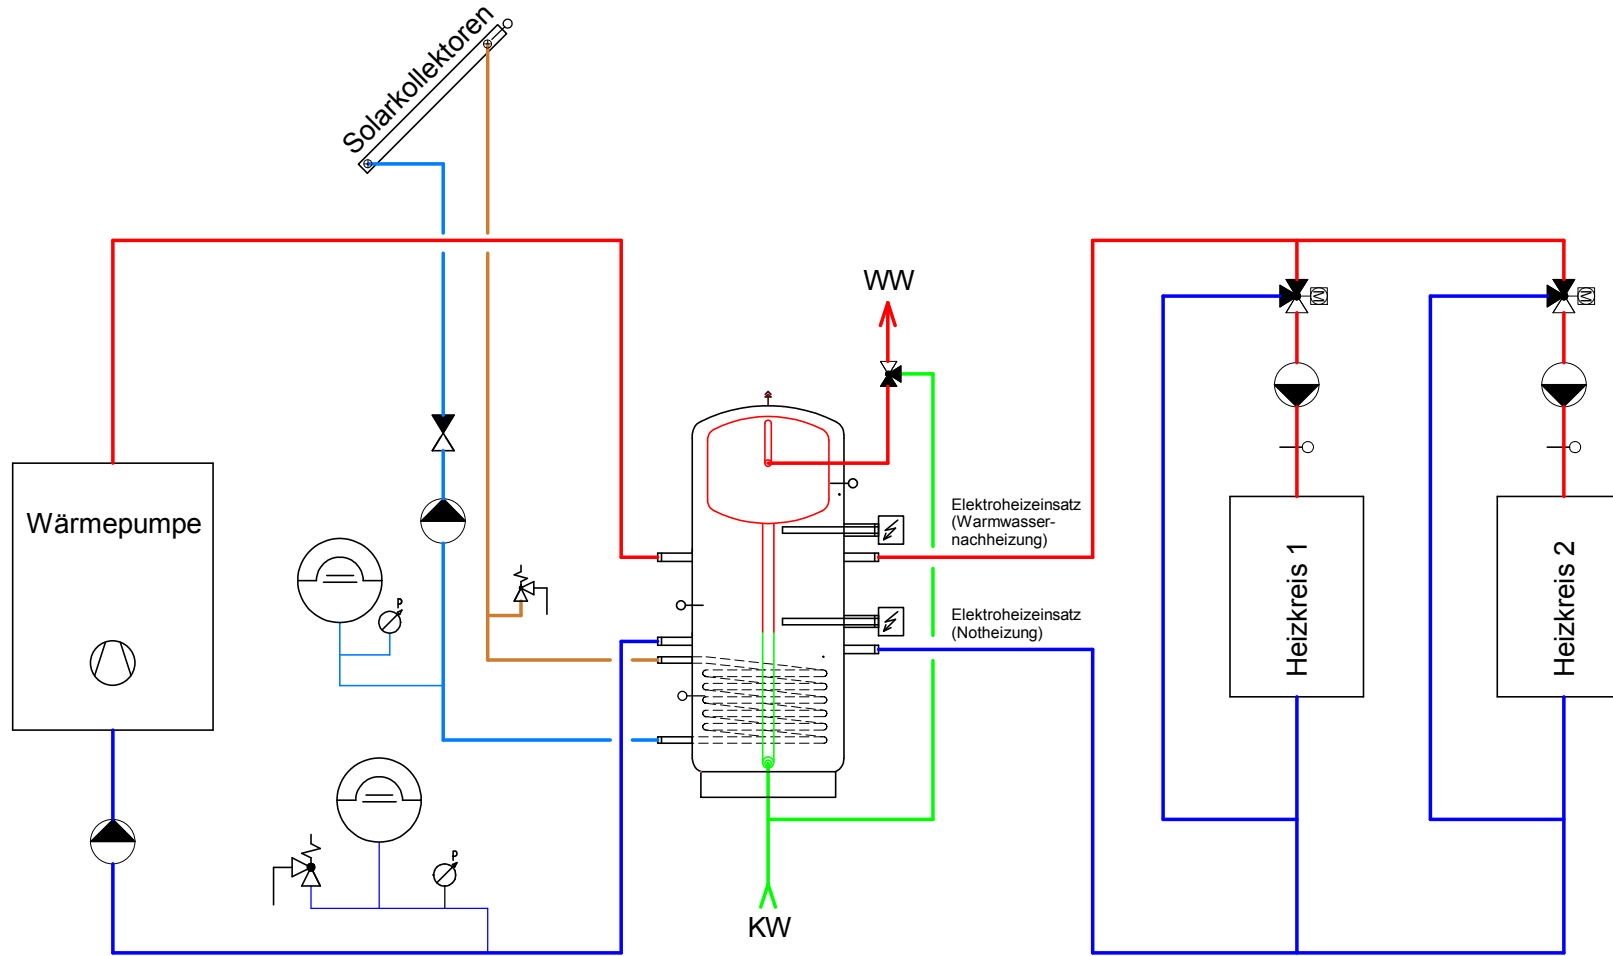 Solarkollektoren
WW
Wärmepumpe
Elektroheizeinsatz
(Warmwasser-
nachheizung)
Elektroheizeinsatz
(Notheizung)
Heizkreis 1
Heizkreis 2
M
M
P
P
KW